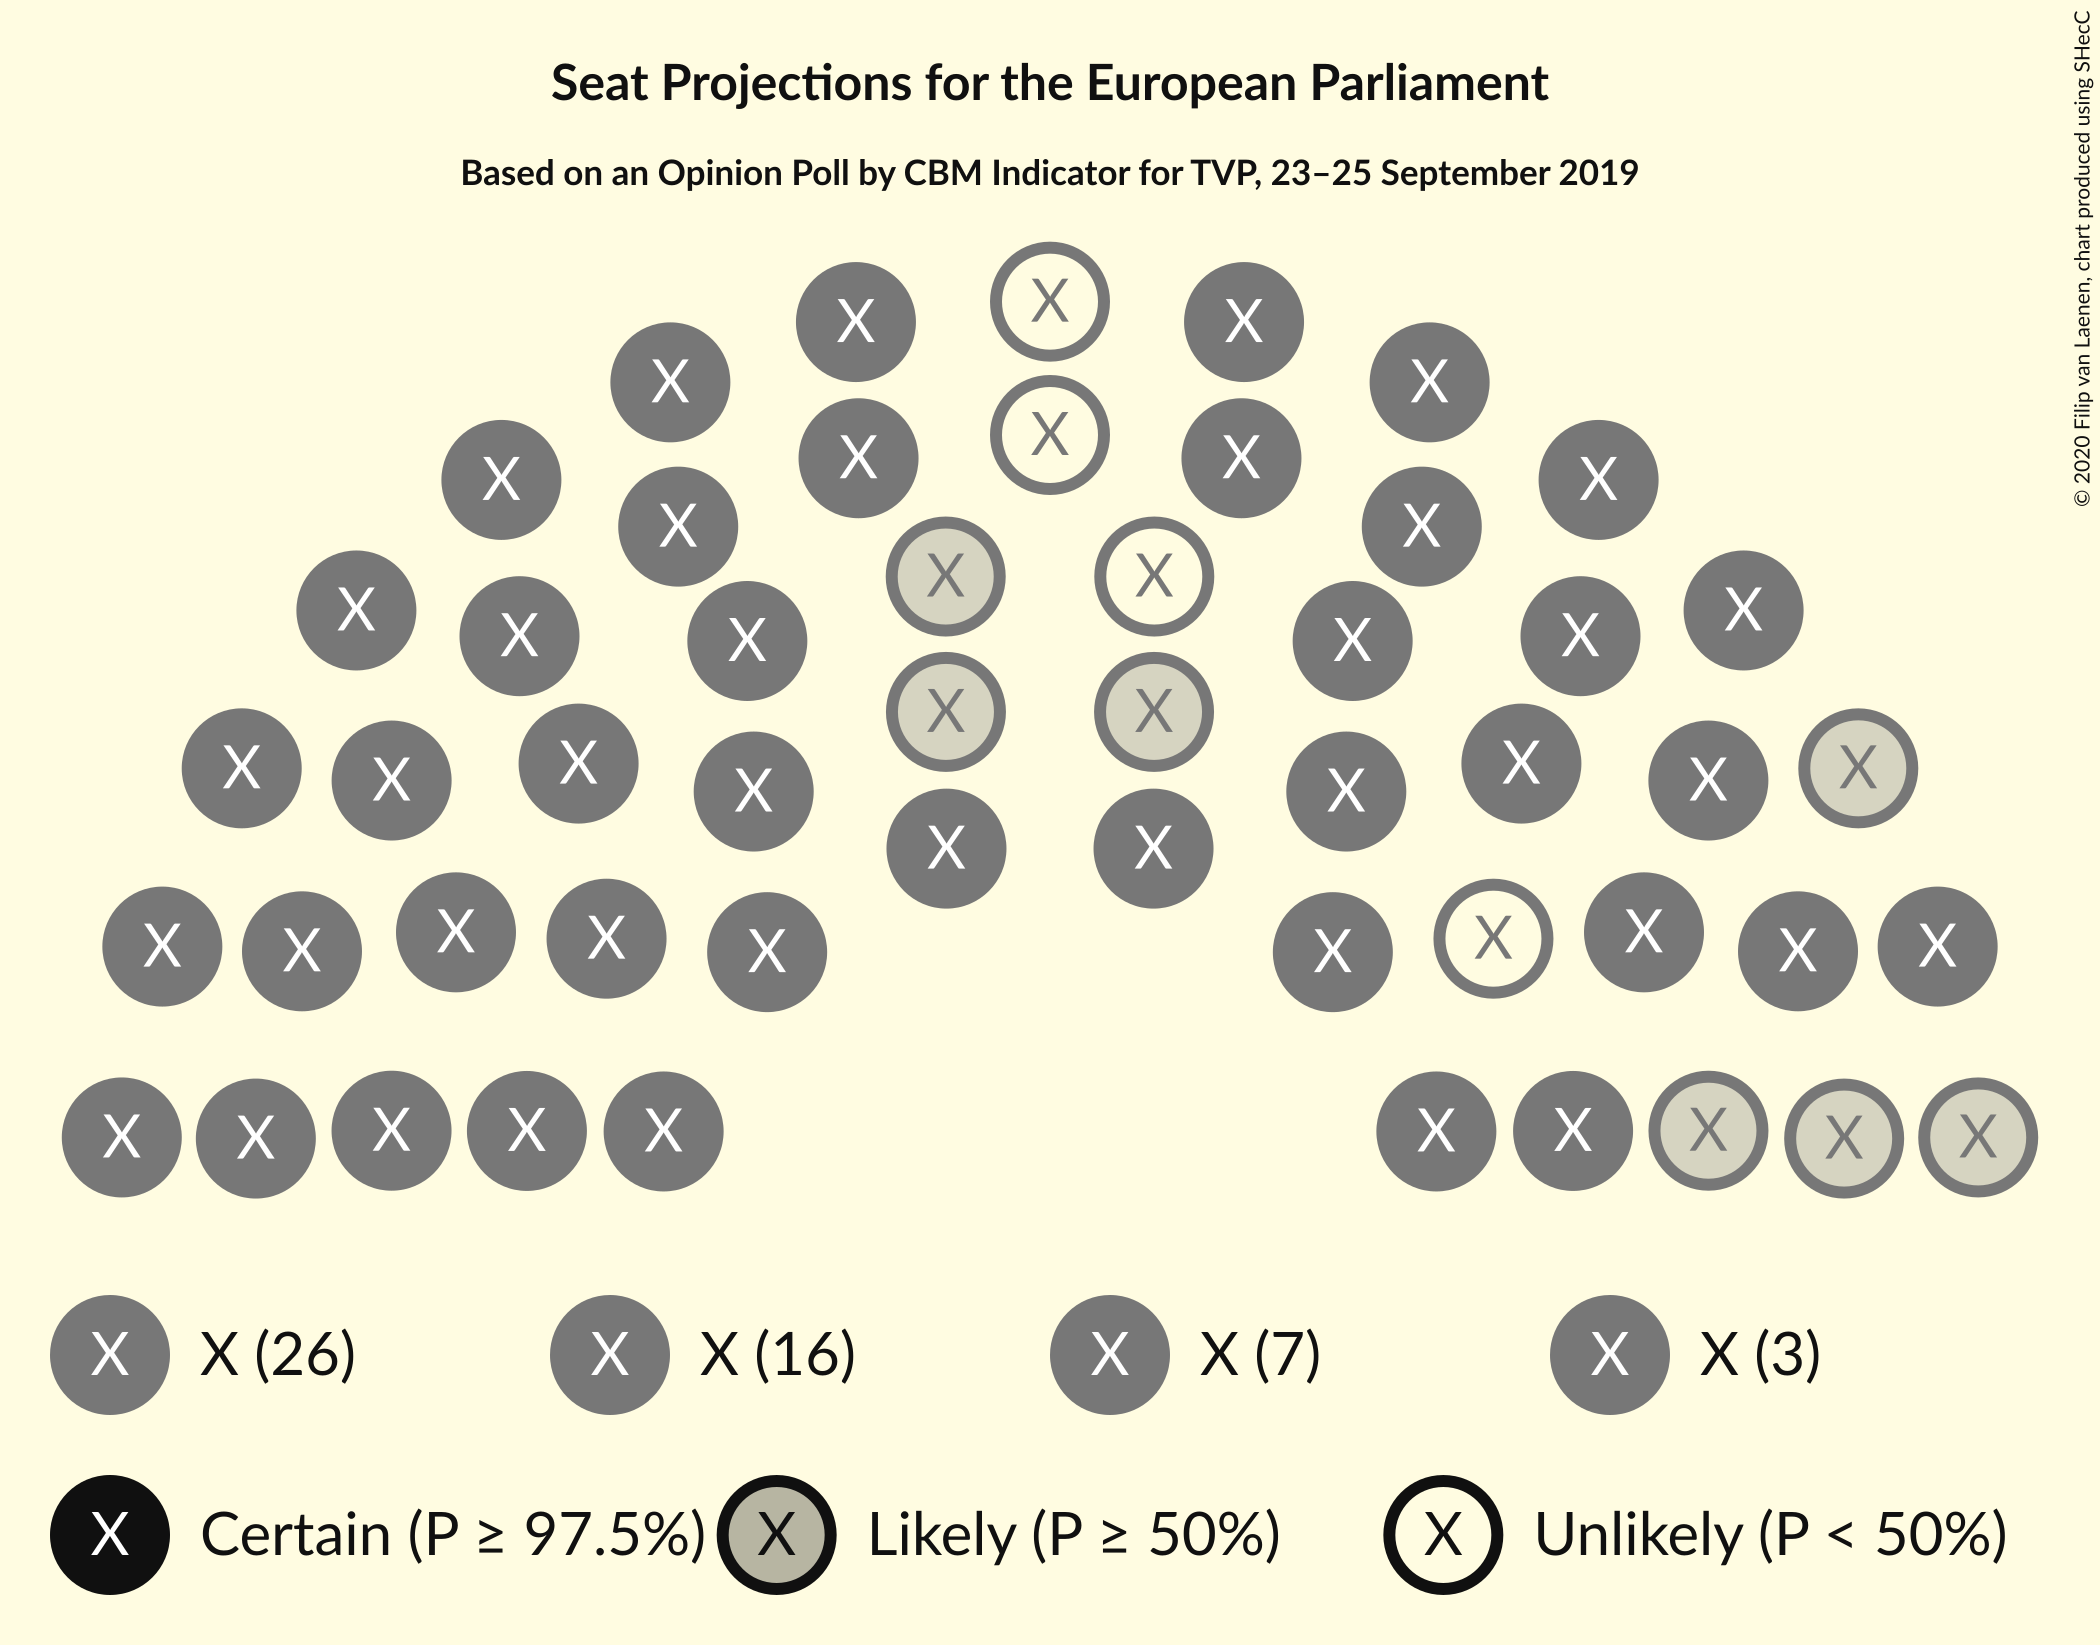 Seat Projections for the European Parliament
Based on an Opinion Poll by CBM Indicator for TVP, 23–25 September 2019
© 2020 Filip van Laenen, chart produced using SHecC
X X X
X X
X X X
X X
X X
X X
X X X X X X
X X
X X X X X X X X
X X
X X X X X X X X X X
X X X X X X X X X X
X X (26) X X (16) X X (7) X X (3)
X Certain (P ≥ 97.5%) X Likely (P ≥ 50%) X Unlikely (P < 50%)